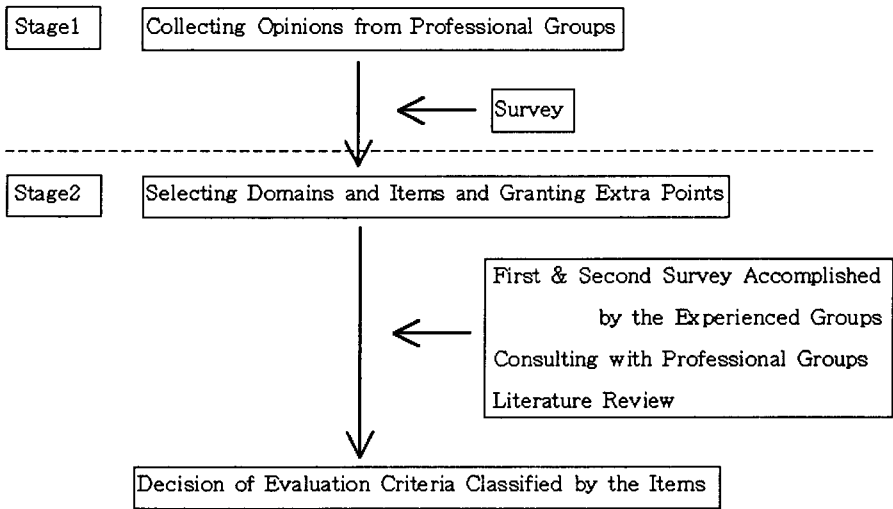 Stage1
Collecting Opinions from Professional Groups
Survey
Stage2
Selecting Domains and Items and Granting Extra Points
First & Second Survey Accomplished
by the Experienced Groups
Consulting with Professional Groups
Literature Review
Decision of Evaluation Criteria Classified by the Items